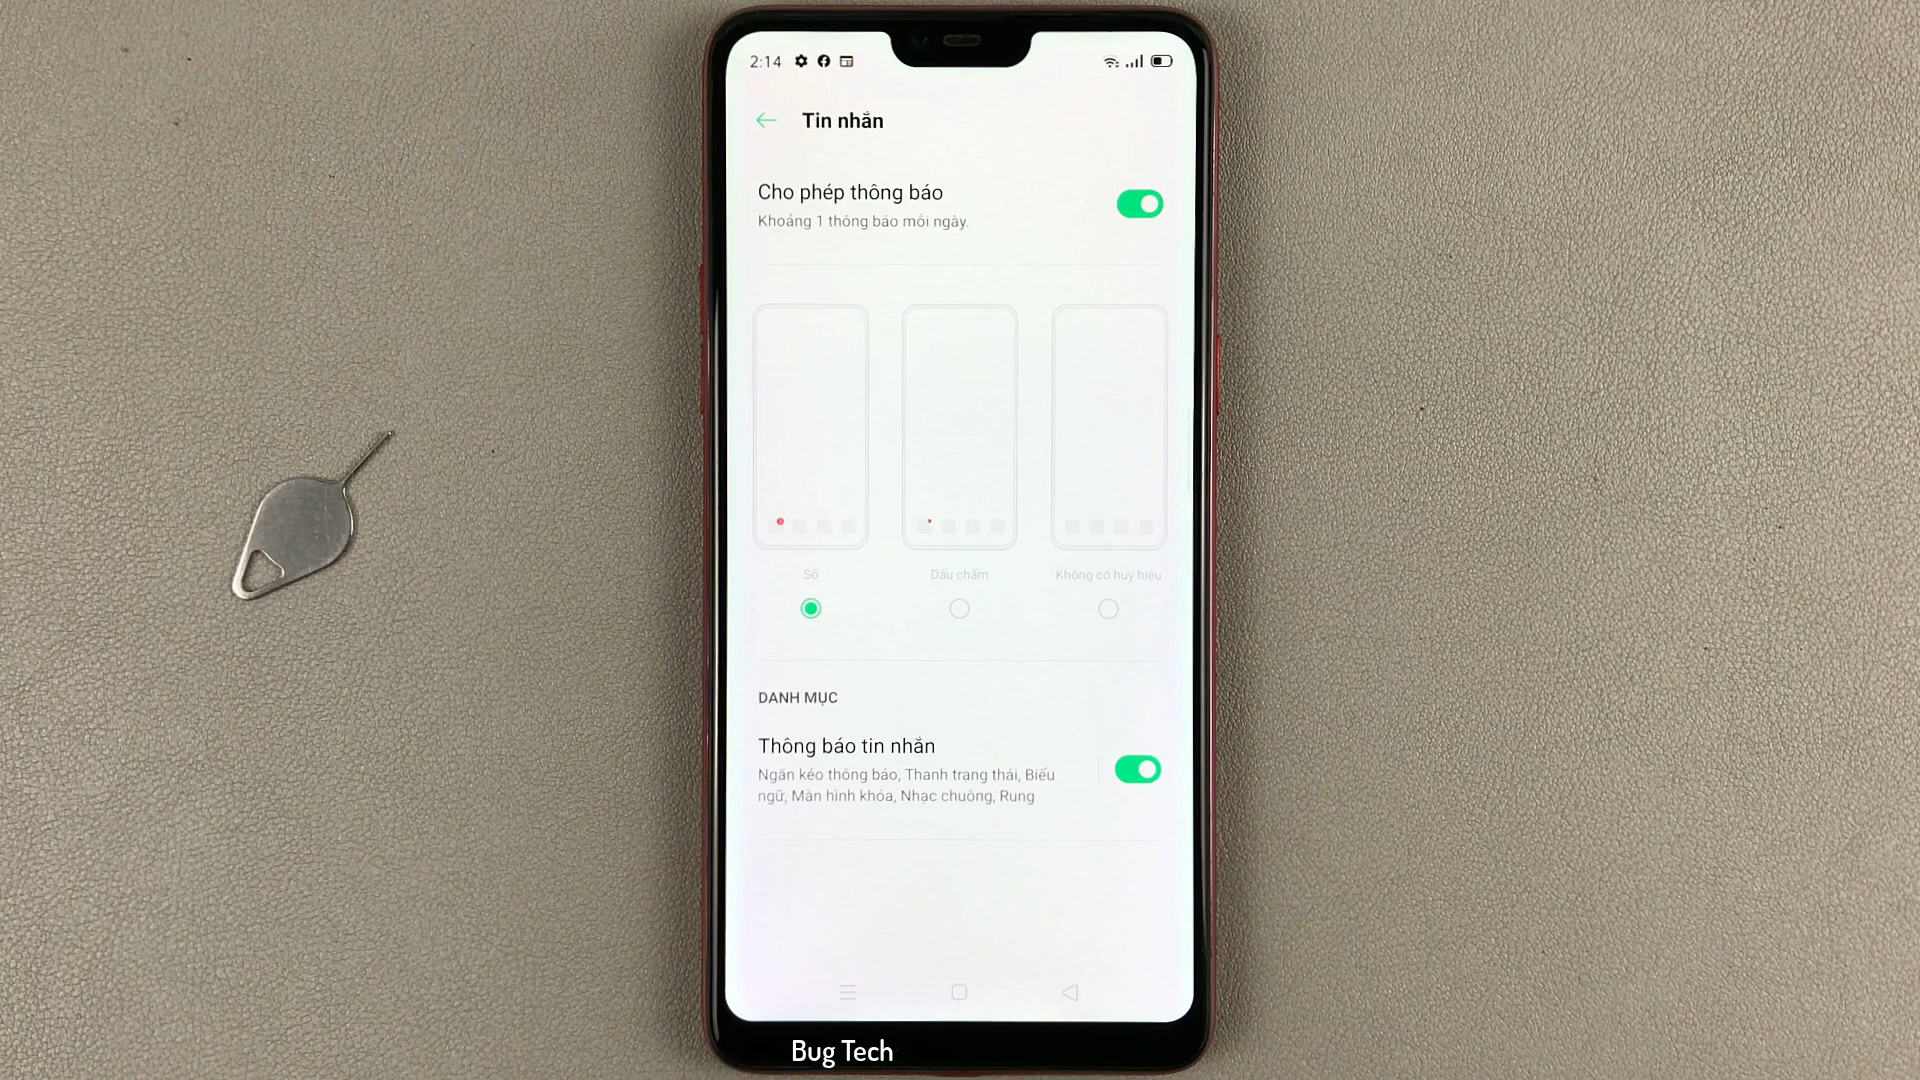 2:14
Tin nhắn
Cho phép thông báo
Khoảng 1 thông báo mỗi ngày.
Số
Dấu chấm
Không có huy hiệu
DANH MỤC
Thông báo tin nhắn
Ngăn kéo thông báo, Thanh trạng thái, Biểu
ngữ, Màn hình khóa, Nhạc chuông, Rung
Bug Tech